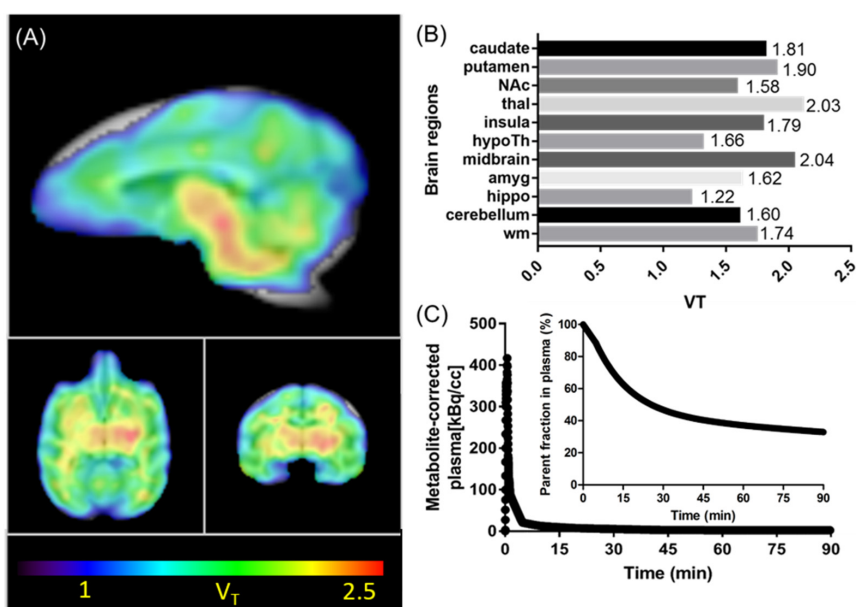 (A)
1
V_T
2.5
(B)
Brain regions
caudate 1.81
putamen 1.90
NAc 1.58
thal 2.03
insula 1.79
hypoTh 1.66
midbrain 2.04
amyg 1.62
hippo 1.22
cerebellum 1.60
wm 1.74
0.0 0.5 1.0 1.5 2.0 2.5
VT
(C)
Metabolite-corrected
plasma[kBq/cc]
500
400
300
200
100
0
0 15 30 45 60 75 90
Time (min)
Parent fraction in plasma (%)
100
80
60
40
20
0
0 15 30 45 60 75 90
Time (min)